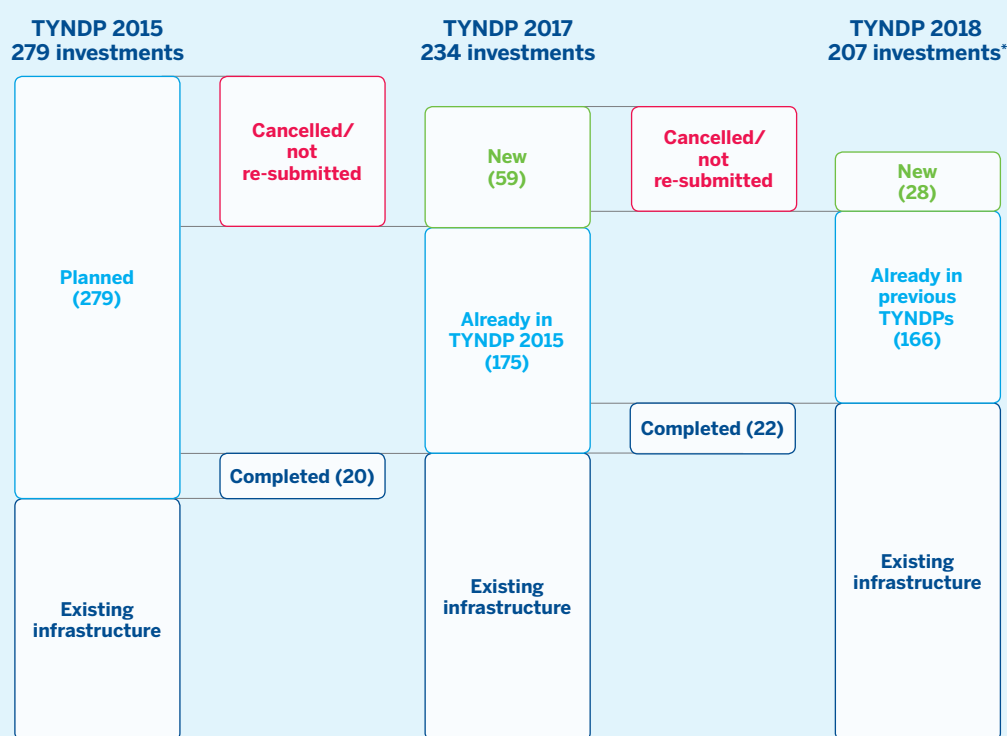 TYNDP 2015
279 investments
TYNDP 2017
234 investments
TYNDP 2018
207 investments*
Planned
(279)
Existing
infrastructure
Cancelled/
not
re-submitted
Completed (20)
New
(59)
Already in
TYNDP 2015
(175)
Existing
infrastructure
Cancelled/
not
re-submitted
Completed (22)
New
(28)
Already in
previous
TYNDPs
(166)
Existing
infrastructure